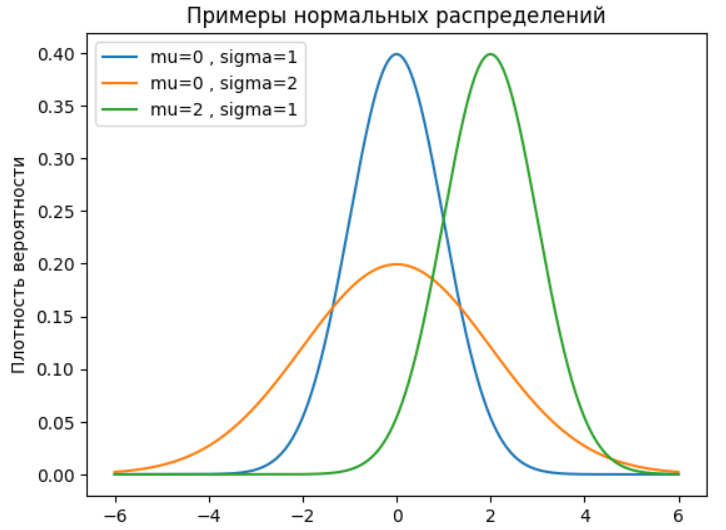 Примеры нормальных распределений
mu=0 , sigma=1
mu=0 , sigma=2
mu=2 , sigma=1
Плотность вероятности
0.40
0.35
0.30
0.25
0.20
0.15
0.10
0.05
0.00
−6 −4 −2 0 2 4 6